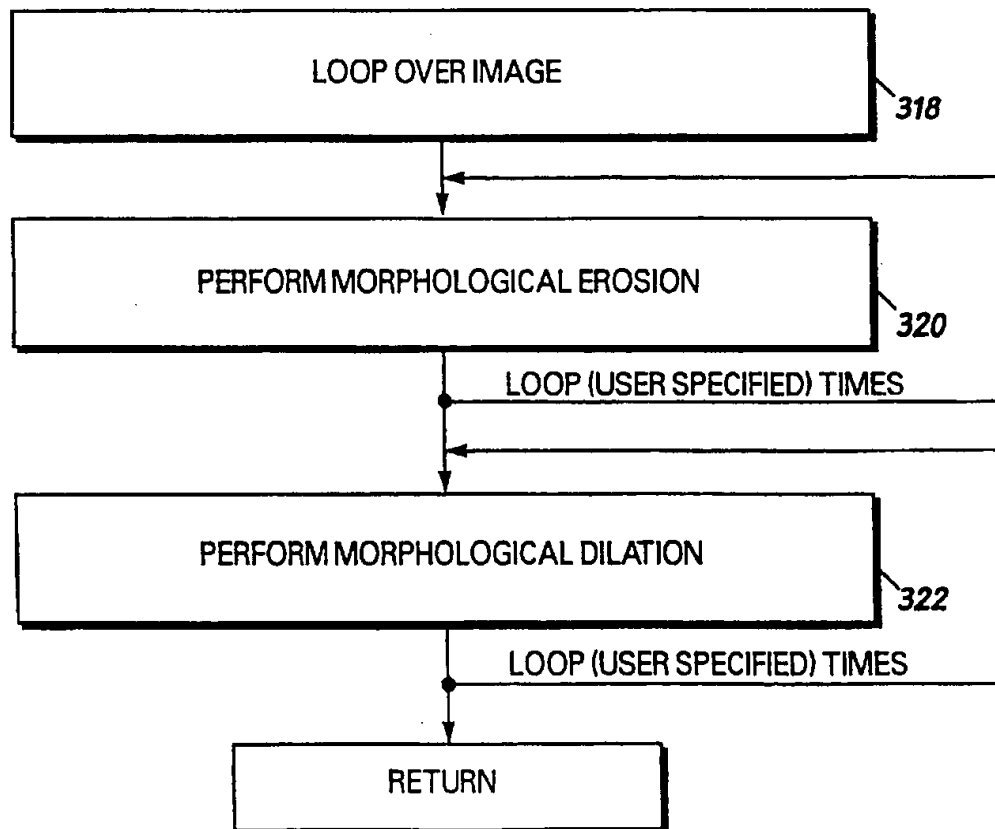 LOOP OVER IMAGE
318
PERFORM MORPHOLOGICAL EROSION
320
LOOP (USER SPECIFIED) TIMES
PERFORM MORPHOLOGICAL DILATION
322
LOOP (USER SPECIFIED) TIMES
RETURN